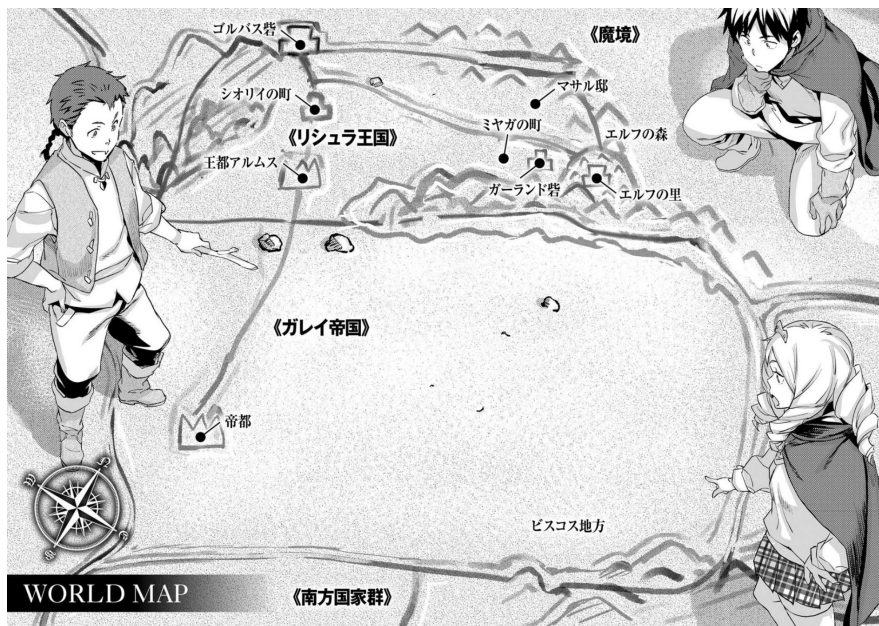 ゴルバス砦
《魔境》
シオリイの町
マサル邸
《リシュラ王国》
ミヤガの町
エルフの森
王都アルムス
ガーランド砦
エルフの里
《ガレイ帝国》
帝都
ビスコス地方
WORLD MAP
《南方国家群》